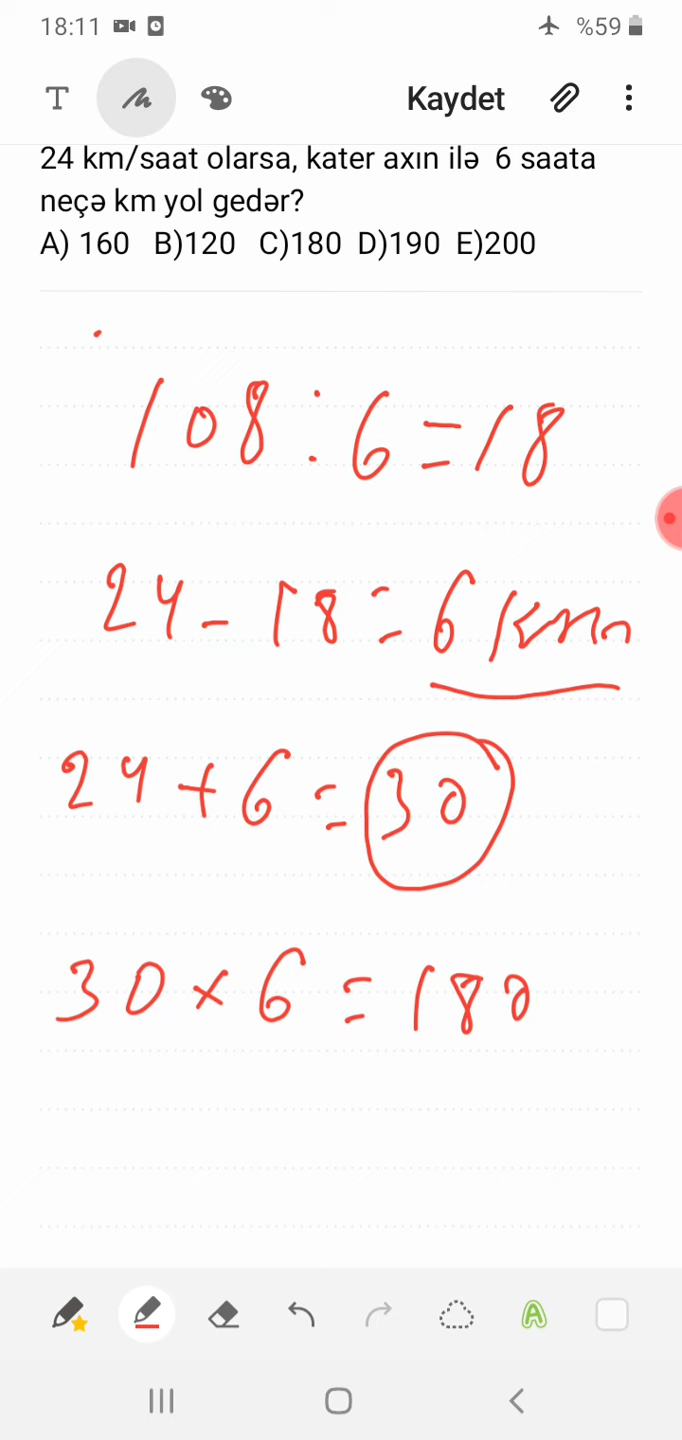 18:11 %59
T Kaydet
24 km/saat olarsa, kater axın ilə 6 saata
neçə km yol gedər?
A) 160 B)120 C)180 D)190 E)200
108 : 6 = 18
24 - 18 = 6 km
24 + 6 = 30
30 × 6 = 180
A